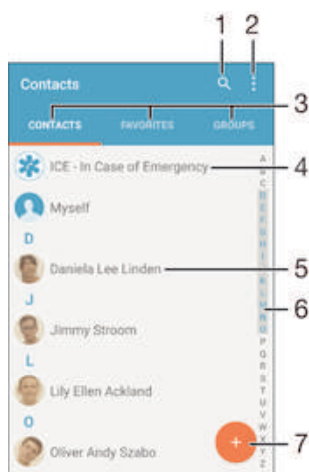 1 2
Contacts
3
CONTACTS FAVORITES GROUPS
ICE - In Case of Emergency
4
Myself
D
Daniela Lee Linden
5
J
Jimmy Stroom
L
Lily Ellen Ackland
O
Oliver Andy Szabo
A
B
C
D
E
F
G
H
I
J
K
L
M
N
O
P
Q
R
S
T
U
V
W
X
Y
Z
6
+
7